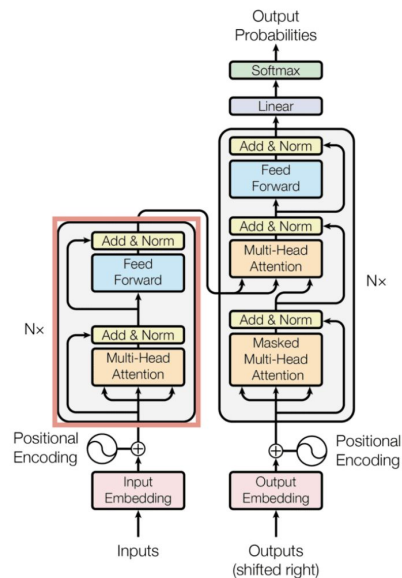 Output
Probabilities
Softmax
Linear
Add & Norm
Feed
Forward
Add & Norm
Multi-Head
Attention
Add & Norm
Masked
Multi-Head
Attention
N×
Positional
Encoding
Output
Embedding
Outputs
(shifted right)
Add & Norm
Feed
Forward
N×
Add & Norm
Multi-Head
Attention
Positional
Encoding
Input
Embedding
Inputs